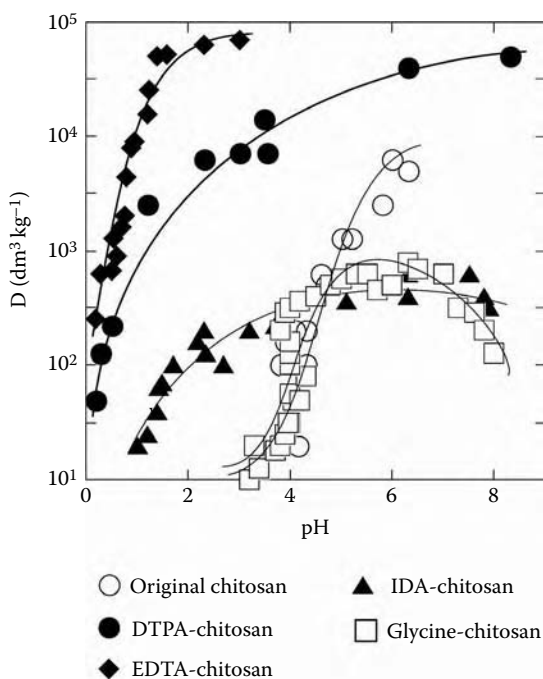 10⁵
10⁴
10³
10²
10¹
D (dm³ kg⁻¹)
0 2 4 6 8
pH
Original chitosan
DTPA-chitosan
EDTA-chitosan
IDA-chitosan
Glycine-chitosan